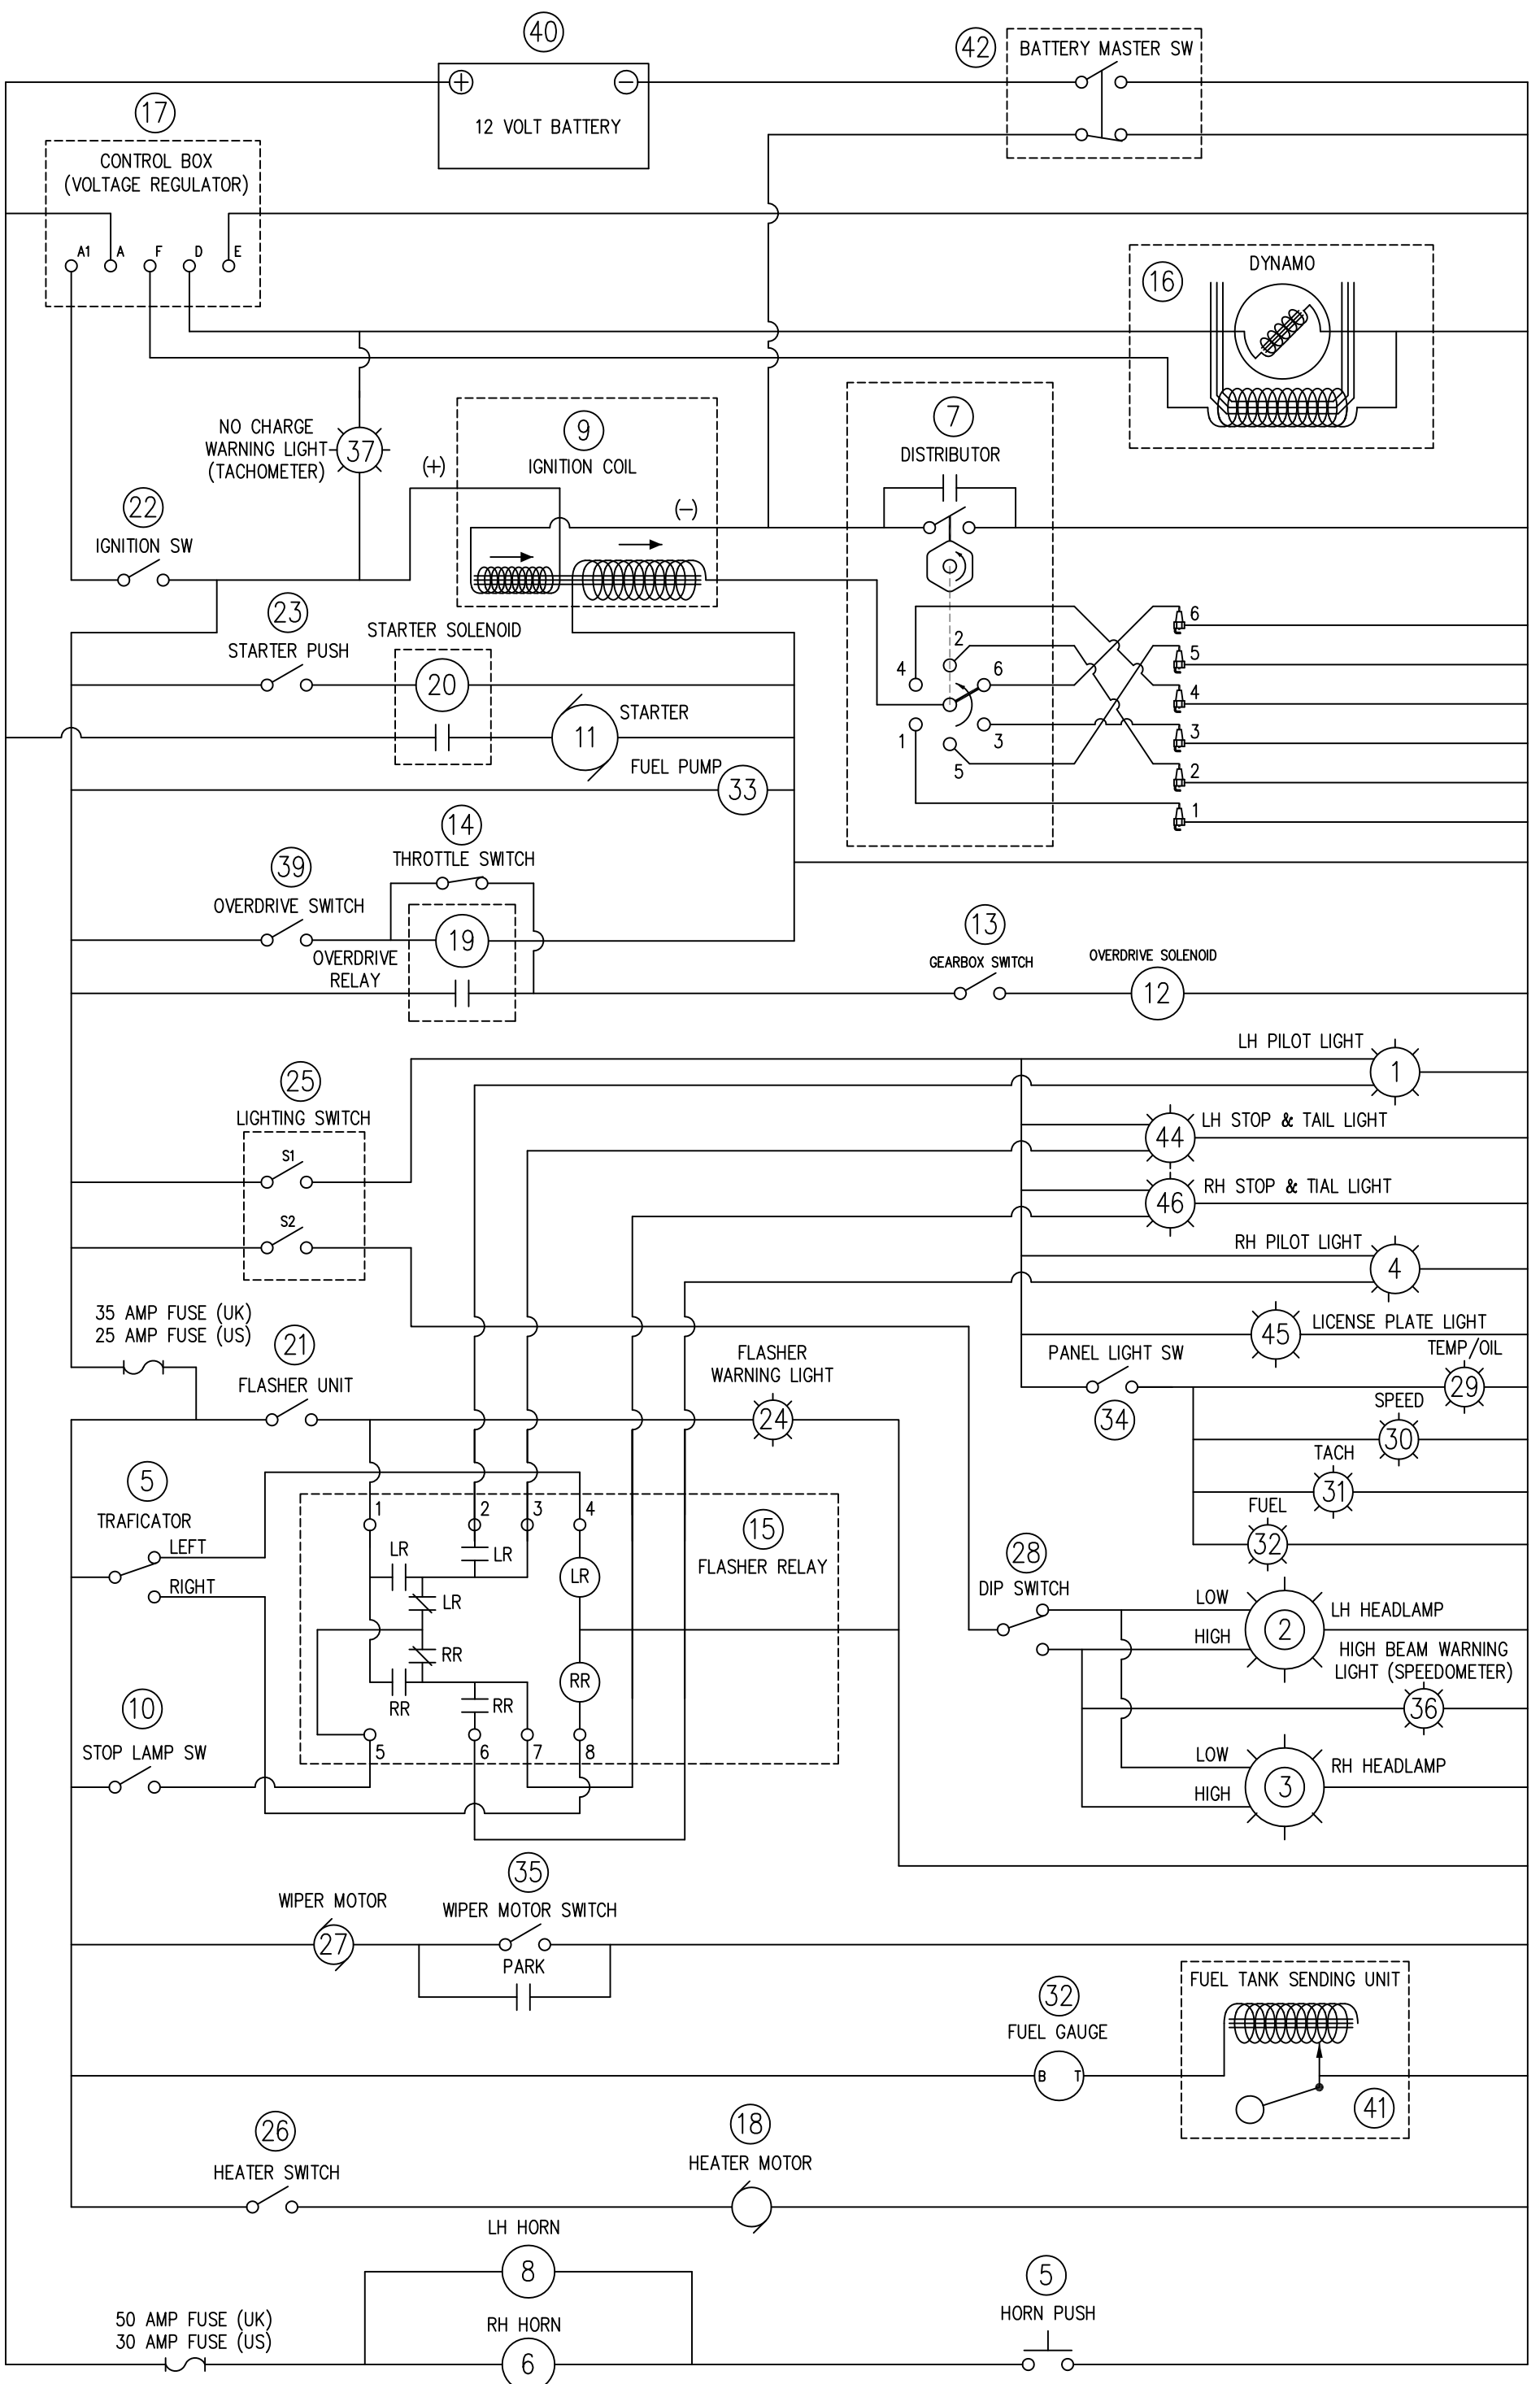 40
42
BATTERY MASTER SW
+
−
12 VOLT BATTERY
17
CONTROL BOX
(VOLTAGE REGULATOR)
A1
A
F
D
E
DYNAMO
16
NO CHARGE
WARNING LIGHT
(TACHOMETER)
37
(+)
9
IGNITION COIL
(−)
7
DISTRIBUTOR
22
IGNITION SW
23
STARTER PUSH
STARTER SOLENOID
20
STARTER
11
FUEL PUMP
33
4
2
6
1
5
3
6
5
4
3
2
1
14
THROTTLE SWITCH
39
OVERDRIVE SWITCH
19
OVERDRIVE
RELAY
13
GEARBOX SWITCH
OVERDRIVE SOLENOID
12
LH PILOT LIGHT
1
25
LIGHTING SWITCH
S1
S2
LH STOP & TAIL LIGHT
44
RH STOP & TIAL LIGHT
46
RH PILOT LIGHT
4
35 AMP FUSE (UK)
25 AMP FUSE (US)
21
FLASHER UNIT
FLASHER
WARNING LIGHT
24
LICENSE PLATE LIGHT
45
PANEL LIGHT SW
34
TEMP/OIL
29
SPEED
30
TACH
31
FUEL
32
5
TRAFICATOR
LEFT
RIGHT
1
2
3
4
15
FLASHER RELAY
LR
LR
LR
LR
RR
RR
RR
RR
5
6
7
8
28
DIP SWITCH
LOW
HIGH
2
LH HEADLAMP
HIGH BEAM WARNING
LIGHT (SPEEDOMETER)
36
10
STOP LAMP SW
LOW
HIGH
3
RH HEADLAMP
35
WIPER MOTOR
WIPER MOTOR SWITCH
27
PARK
32
FUEL GAUGE
B
T
FUEL TANK SENDING UNIT
41
26
HEATER SWITCH
18
HEATER MOTOR
LH HORN
8
5
HORN PUSH
50 AMP FUSE (UK)
30 AMP FUSE (US)
RH HORN
6